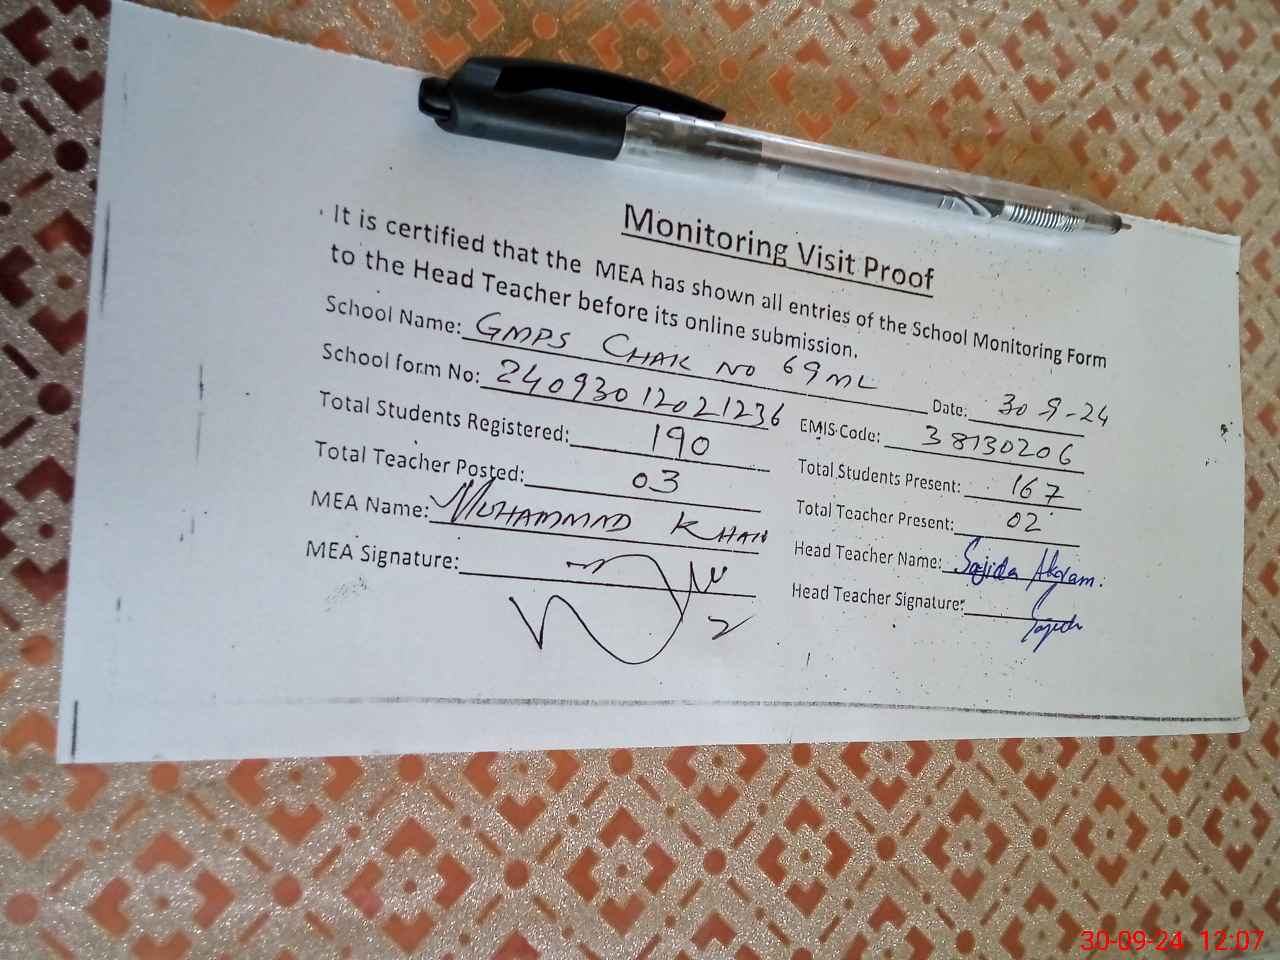 Monitoring Visit Proof
It is certified that the MEA has shown all entries of the School Monitoring Form
to the Head Teacher before its online submission.
School Name: GMPS CHAK NO 69 ML Date: 30-9-24
School form No: 24093012021236 EMIS Code: 38130206
Total Students Registered: 190 Total Students Present: 167
Total Teacher Posted: 03 Total Teacher Present: 02
MEA Name: MUHAMMAD KHAN Head Teacher Name: Sajida Akram.
MEA Signature: Head Teacher Signature:
30-09-24 12:07